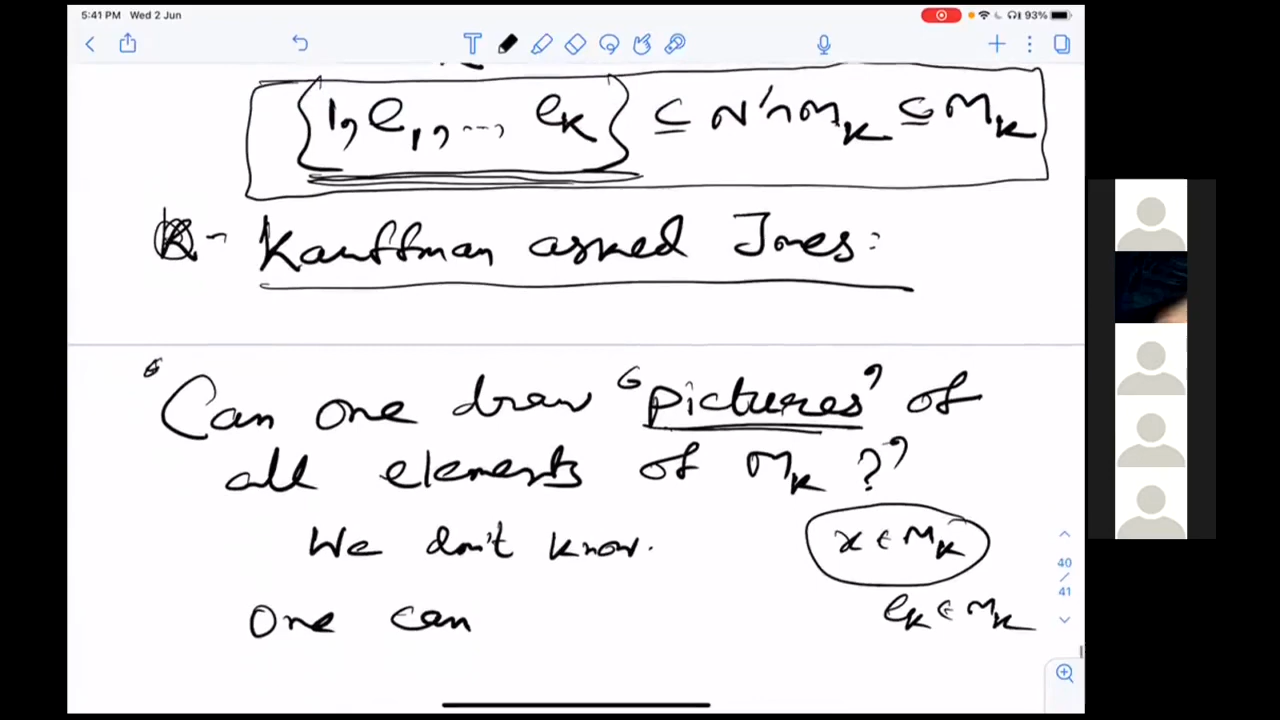 5:41 PM Wed 2 Jun
93%
{1, e₁, ..., eₖ} ⊆ N'∩Mₖ ⊆ Mₖ
Kauffman asked Jones:
"Can one draw 'pictures' of
all elements of Mₖ ?"
We don't know.
x ∈ Mₖ
eₖ ∈ Mₖ
One can
40
/
41